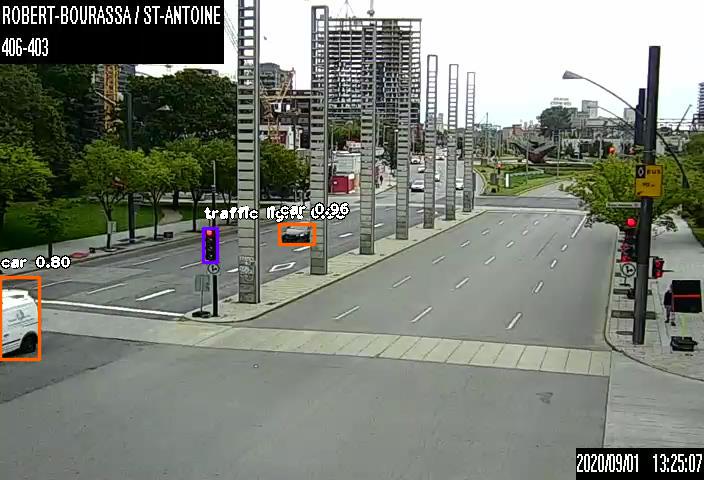 ROBERT-BOURASSA / ST-ANTOINE
406-403
car 0.96
car 0.80
BUS
2020/09/01 13:25:07